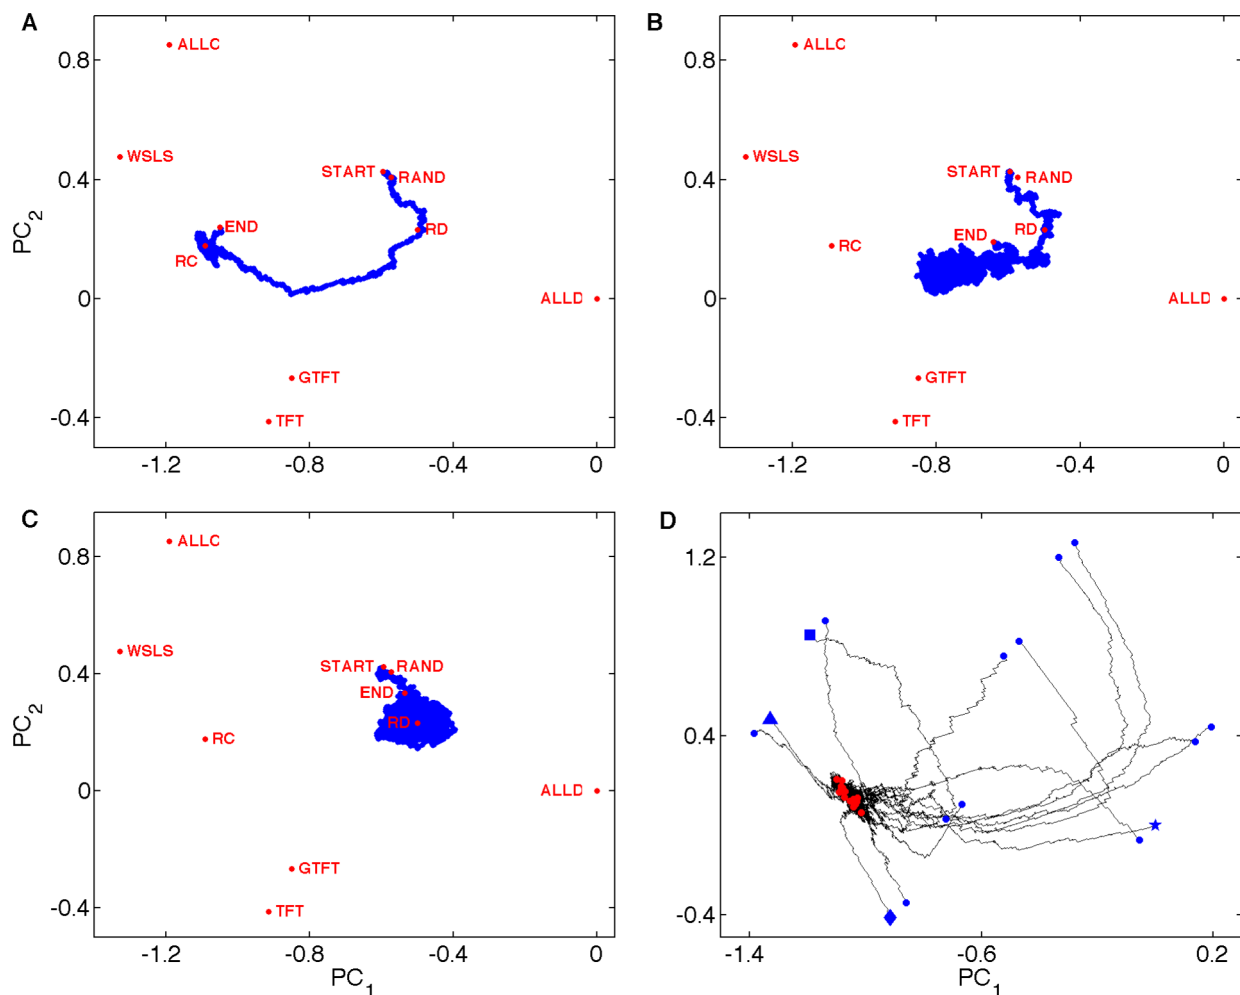 A
ALLC
0.8
WSLS
START
RAND
0.4
END
RD
RC
PC2
0
ALLD
GTFT
TFT
-0.4
-1.2 -0.8 -0.4 0
B
ALLC
0.8
WSLS
START
RAND
0.4
END
RD
RC
0
ALLD
GTFT
TFT
-0.4
-1.2 -0.8 -0.4 0
C
ALLC
0.8
WSLS
START
RAND
0.4
END
RD
RC
PC2
0
ALLD
GTFT
TFT
-0.4
-1.2 -0.8 -0.4 0
PC1
D
1.2
0.4
-0.4
-1.4 -0.6 0.2
PC1